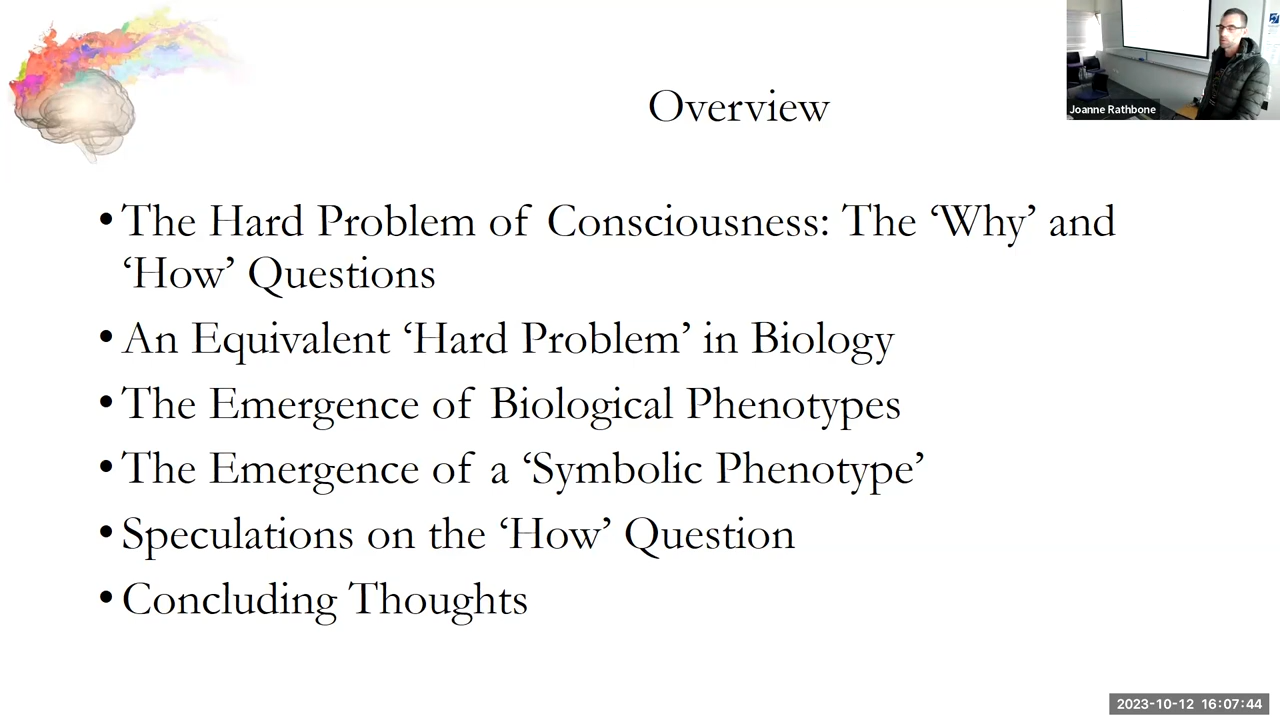 Overview
Joanne Rathbone
• The Hard Problem of Consciousness: The ‘Why’ and
‘How’ Questions
• An Equivalent ‘Hard Problem’ in Biology
• The Emergence of Biological Phenotypes
• The Emergence of a ‘Symbolic Phenotype’
• Speculations on the ‘How’ Question
• Concluding Thoughts
2023-10-12 16:07:44